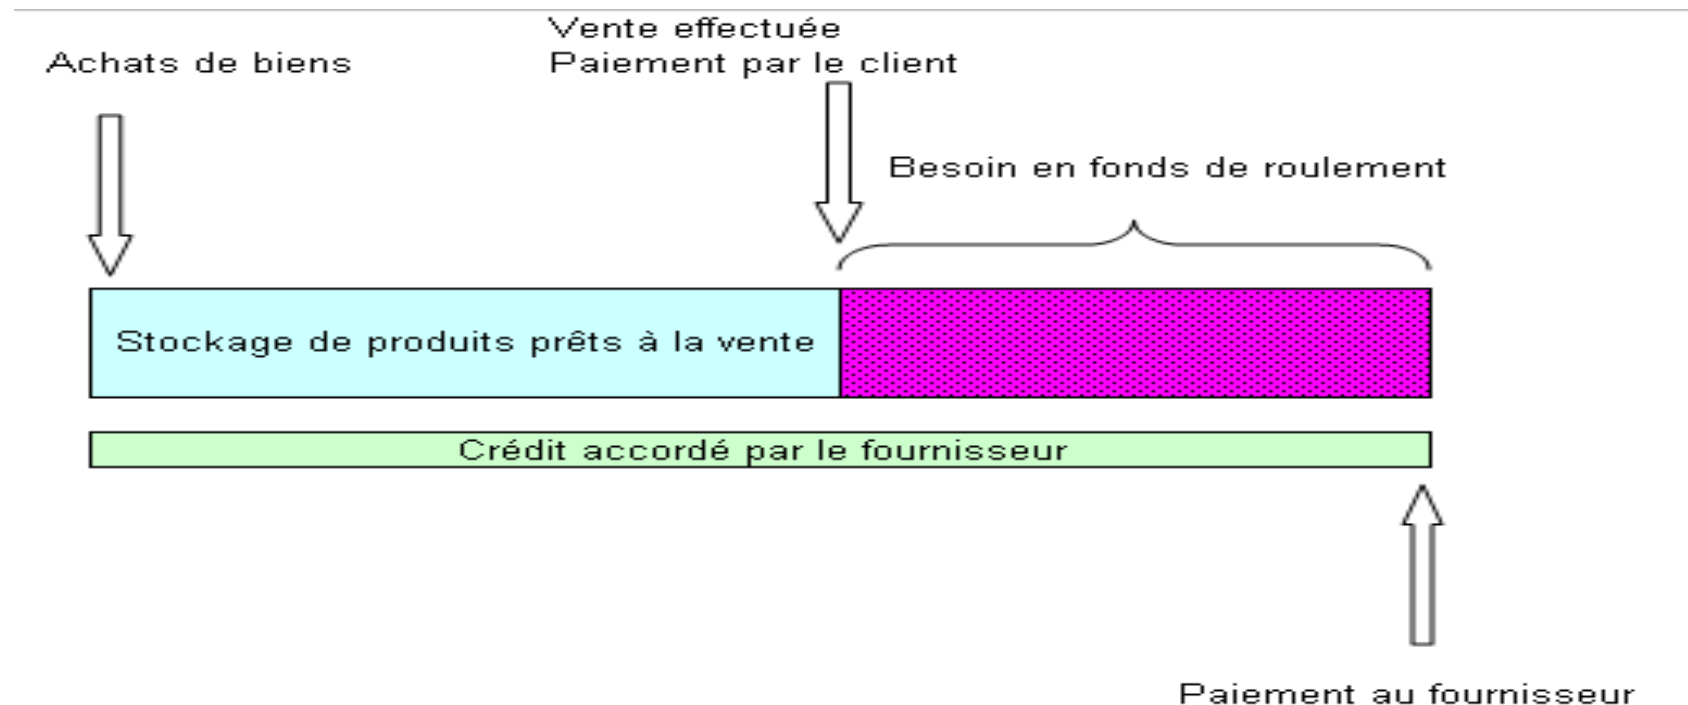 Vente effectuée
Achats de biens
Paiement par le client
Besoin en fonds de roulement
Stockage de produits prêts à la vente
Crédit accordé par le fournisseur
Paiement au fournisseur